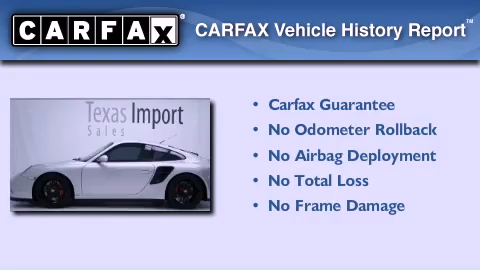 CARFAX®
CARFAX Vehicle History Report™
Texas Import
Sales
• Carfax Guarantee
• No Odometer Rollback
• No Airbag Deployment
• No Total Loss
• No Frame Damage